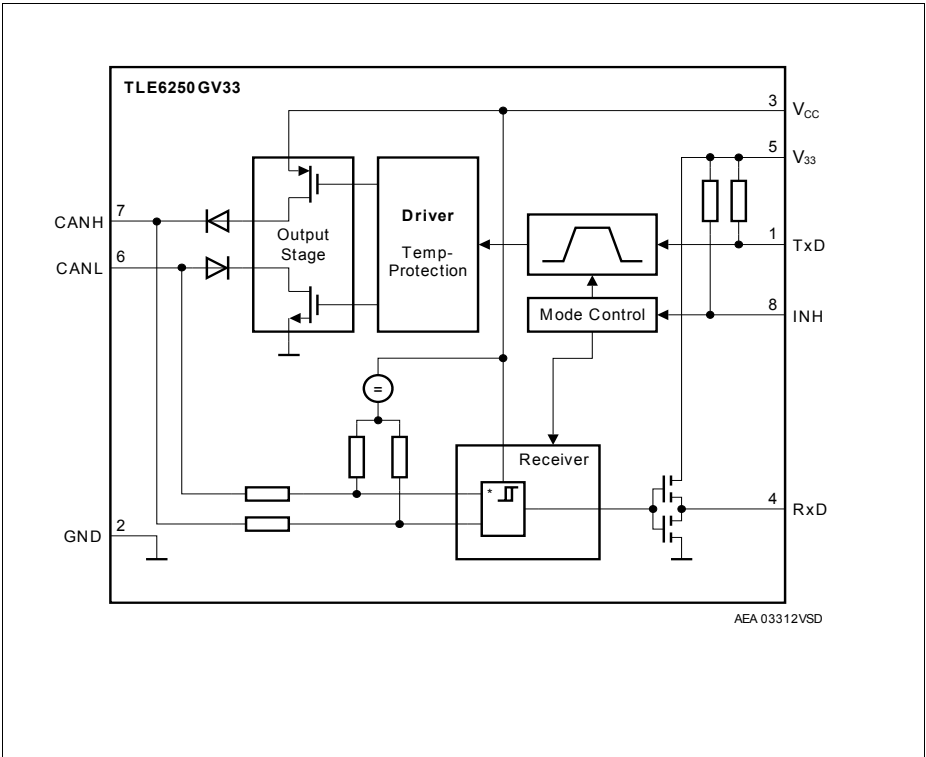 TLE6250GV33
3 VCC
5 V33
7
CANH
Driver
Output
Stage
1 TxD
6
CANL
Temp-
Protection
Mode Control
8 INH
=
Receiver
*
4 RxD
2
GND
AEA 03312VSD